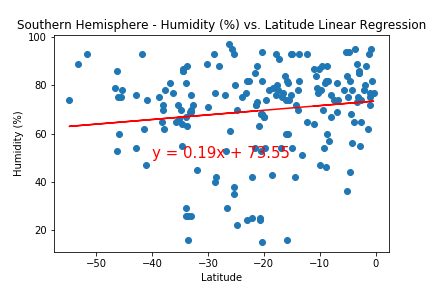 Southern Hemisphere - Humidity (%) vs. Latitude Linear Regression
100
80
60
40
20
Humidity (%)
y = 0.19x + 73.55
−50
−40
−30
−20
−10
0
Latitude